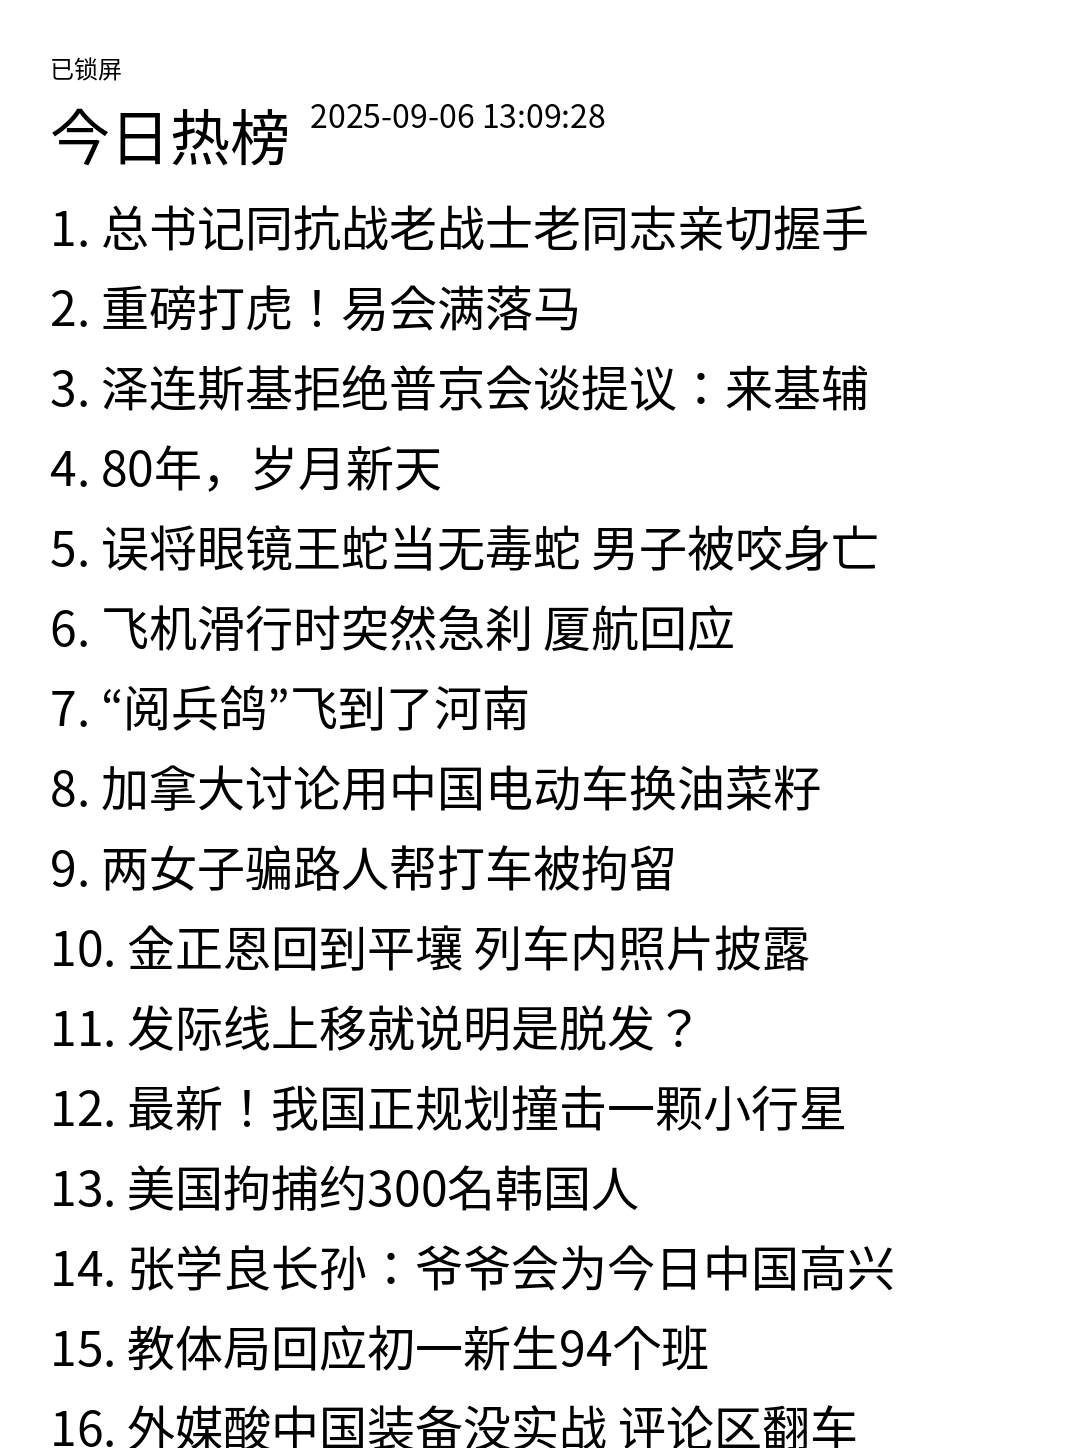 已锁屏
今日热榜 2025-09-06 13:09:28
1. 总书记同抗战老战士老同志亲切握手
2. 重磅打虎！易会满落马
3. 泽连斯基拒绝普京会谈提议：来基辅
4. 80年，岁月新天
5. 误将眼镜王蛇当无毒蛇 男子被咬身亡
6. 飞机滑行时突然急刹 厦航回应
7. “阅兵鸽”飞到了河南
8. 加拿大讨论用中国电动车换油菜籽
9. 两女子骗路人帮打车被拘留
10. 金正恩回到平壤 列车内照片披露
11. 发际线上移就说明是脱发？
12. 最新！我国正规划撞击一颗小行星
13. 美国拘捕约300名韩国人
14. 张学良长孙：爷爷会为今日中国高兴
15. 教体局回应初一新生94个班
16. 外媒酸中国装备没实战 评论区翻车